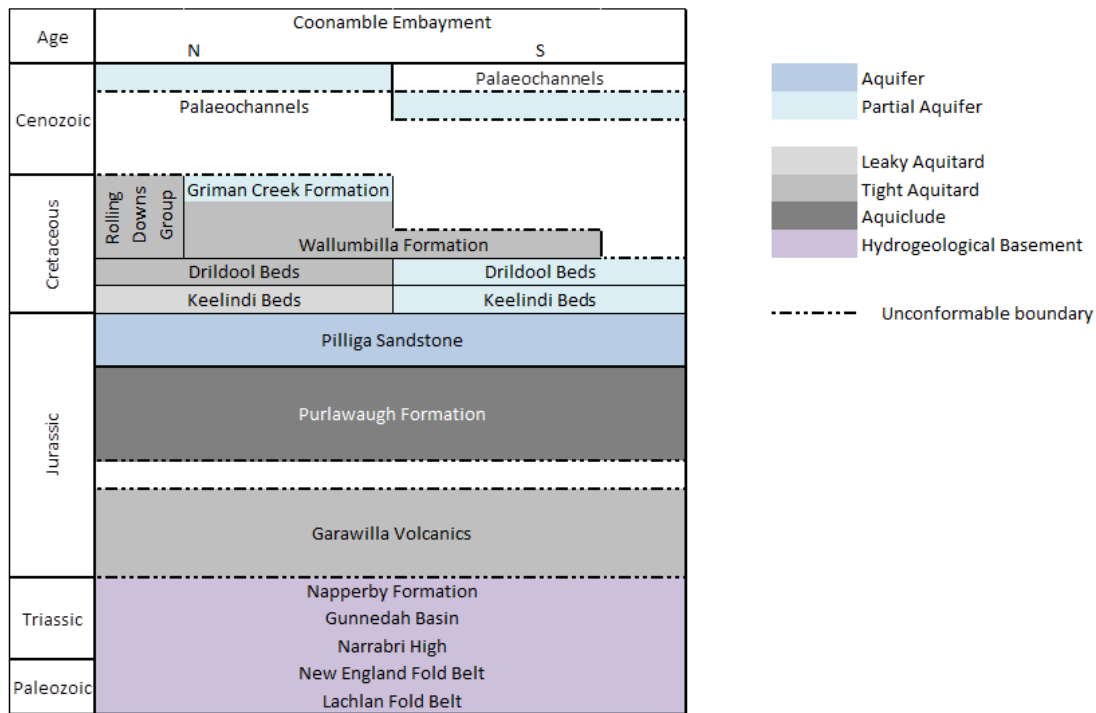 Age
Coonamble Embayment
N
S
Cenozoic
Palaeochannels
Palaeochannels
Cretaceous
Rolling
Downs
Group
Griman Creek Formation
Wallumbilla Formation
Drildool Beds
Drildool Beds
Keelindi Beds
Keelindi Beds
Jurassic
Pilliga Sandstone
Purlawaugh Formation
Garawilla Volcanics
Triassic
Napperby Formation
Gunnedah Basin
Narrabri High
Paleozoic
New England Fold Belt
Lachlan Fold Belt
Aquifer
Partial Aquifer
Leaky Aquitard
Tight Aquitard
Aquiclude
Hydrogeological Basement
Unconformable boundary